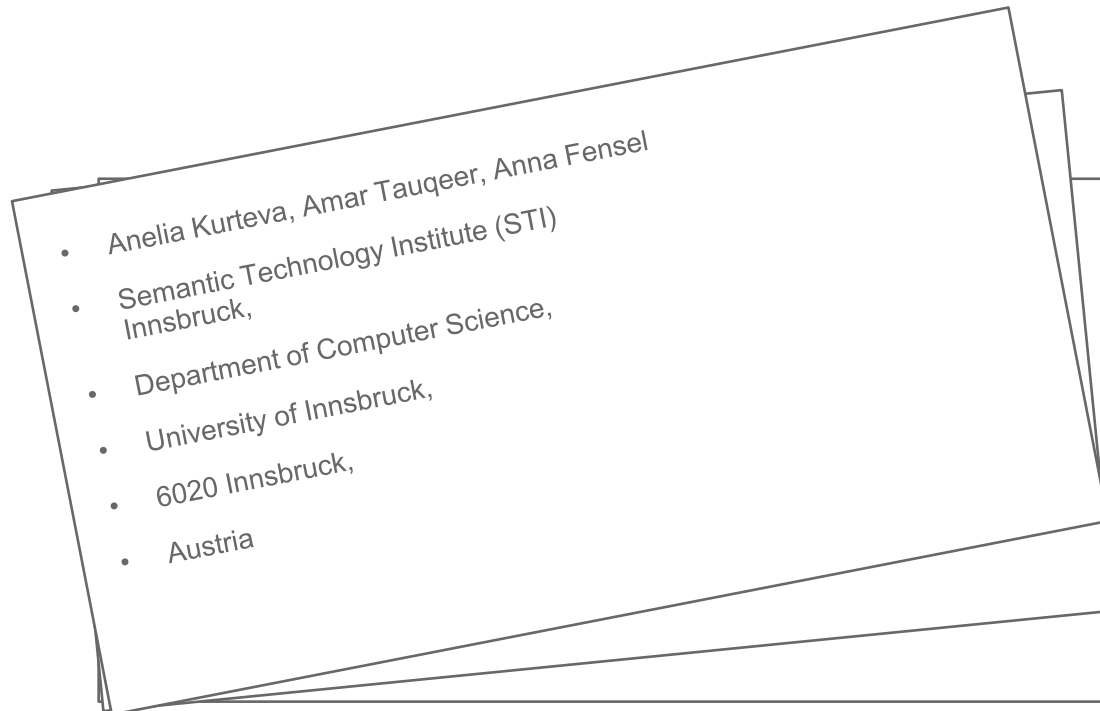 • Anelia Kurteva, Amar Tauqeer, Anna Fensel
• Semantic Technology Institute (STI)
Innsbruck,
• Department of Computer Science,
• University of Innsbruck,
• 6020 Innsbruck,
• Austria